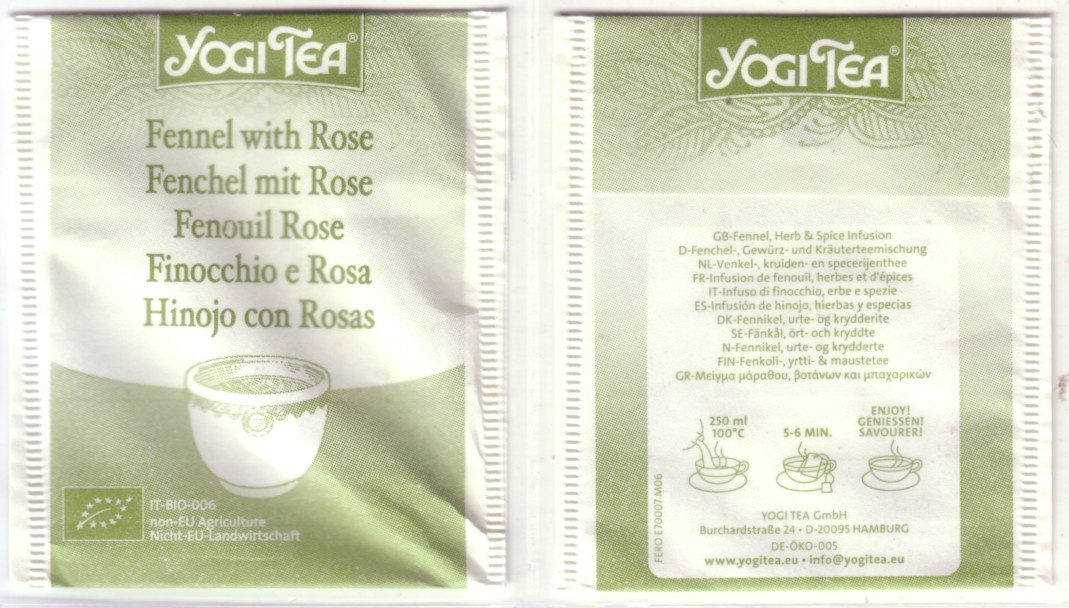 YOGI TEA®
Fennel with Rose
Fenchel mit Rose
Fenouil Rose
Finocchio e Rosa
Hinojo con Rosas
IT-BIO-006
non-EU Agriculture
Nicht-EU-Landwirtschaft
YOGI TEA®
GB-Fennel, Herb & Spice Infusion
D-Fenchel-, Gewürz- und Kräuterteemischung
NL-Venkel-, kruiden- en specerijenthee
FR-Infusion de fenouil, herbes et d'épices
IT-Infuso di finocchio, erbe e spezie
ES-Infusión de hinojo, hierbas y especias
DK-Fennikel, urte- og krydderite
SE-Fänkål, ört- och kryddte
N-Fennikel, urte- og krydderte
FIN-Fenkoli-, yrtti- & maustetee
GR-Μείγμα μάραθου, βοτάνων και μπαχαρικών
250 ml
100°C
5-6 MIN.
ENJOY!
GENIESSEN!
SAVOURER!
FERO E70007 M06
YOGI TEA GmbH
Burchardstraße 24 • D-20095 HAMBURG
DE-ÖKO-005
www.yogitea.eu • info@yogitea.eu